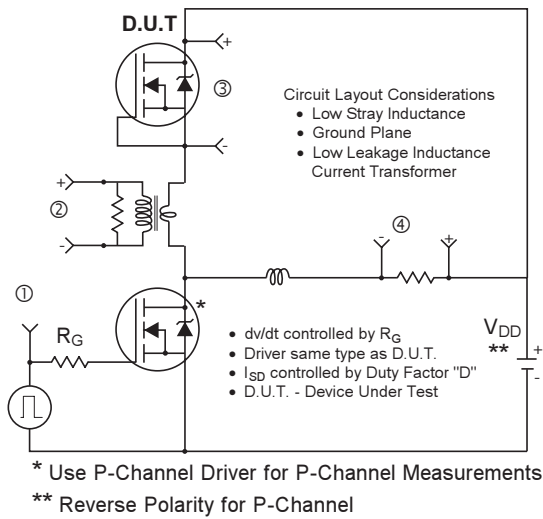 D.U.T
+
③
-
Circuit Layout Considerations
• Low Stray Inductance
• Ground Plane
• Low Leakage Inductance
Current Transformer
+
②
-
④
-
+
①
R_G
*
• dv/dt controlled by R_G
• Driver same type as D.U.T.
• I_SD controlled by Duty Factor "D"
• D.U.T. - Device Under Test
V_DD
**
+
-
* Use P-Channel Driver for P-Channel Measurements
** Reverse Polarity for P-Channel